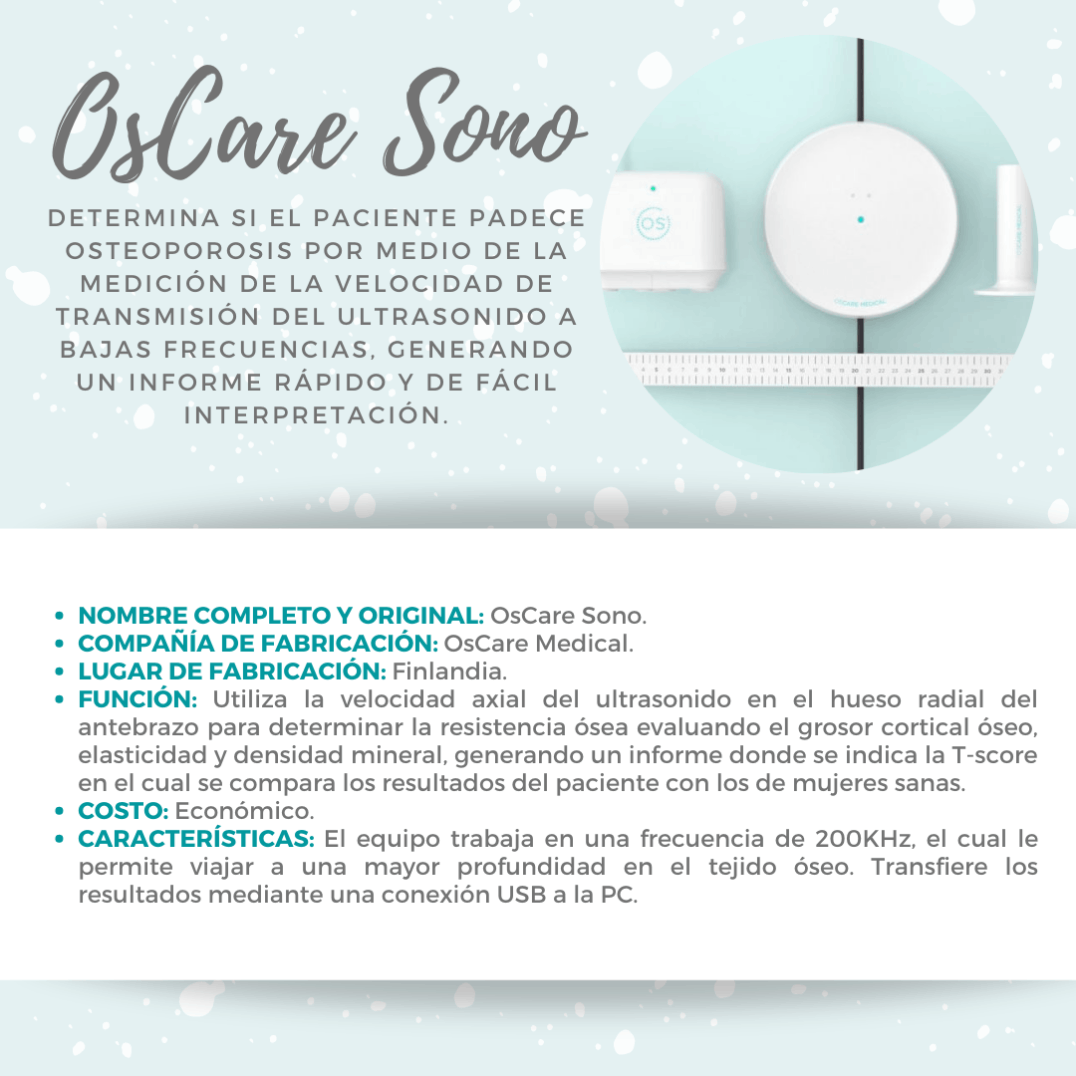 OsCare Sono
DETERMINA SI EL PACIENTE PADECE
OSTEOPOROSIS POR MEDIO DE LA
MEDICIÓN DE LA VELOCIDAD DE
TRANSMISIÓN DEL ULTRASONIDO A
BAJAS FRECUENCIAS, GENERANDO
UN INFORME RÁPIDO Y DE FÁCIL
INTERPRETACIÓN.
OS
OSCARE MEDICAL
OSCARE MEDICAL
• NOMBRE COMPLETO Y ORIGINAL: OsCare Sono.
• COMPAÑÍA DE FABRICACIÓN: OsCare Medical.
• LUGAR DE FABRICACIÓN: Finlandia.
• FUNCIÓN: Utiliza la velocidad axial del ultrasonido en el hueso radial del
antebrazo para determinar la resistencia ósea evaluando el grosor cortical óseo,
elasticidad y densidad mineral, generando un informe donde se indica la T-score
en el cual se compara los resultados del paciente con los de mujeres sanas.
• COSTO: Económico.
• CARACTERÍSTICAS: El equipo trabaja en una frecuencia de 200KHz, el cual le
permite viajar a una mayor profundidad en el tejido óseo. Transfiere los
resultados mediante una conexión USB a la PC.